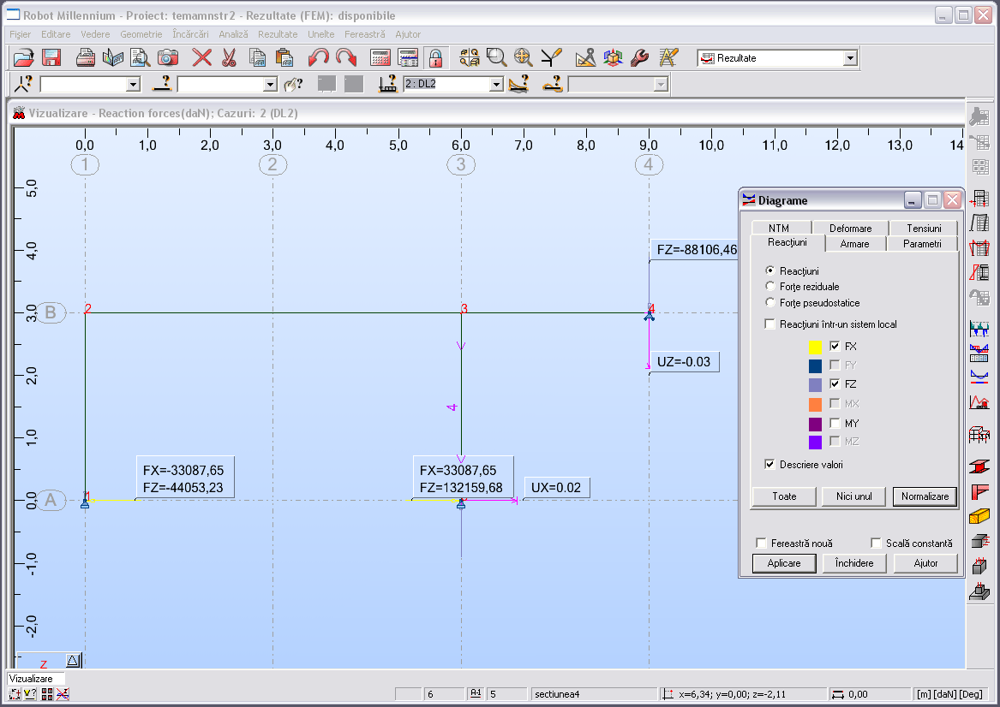 Robot Millennium - Proiect: temamnstr2 - Rezultate (FEM): disponibile
Fişier Editare Vedere Geometrie Încărcări Analiză Rezultate Unelte Fereastră Ajutor
Rezultate
2 : DL2
Vizualizare - Reaction forces(daN); Cazuri: 2 (DL2)
0,0 1,0 2,0 3,0 4,0 5,0 6,0 7,0 8,0 9,0 10,0 11,0 12,0 13,0 14
1 2 3 4
5,0
4,0
3,0
2,0
1,0
0,0
-1,0
-2,0
B
A
2 3 4
FZ=-88106,46
UZ=-0.03
4
1
FX=-33087,65
FZ=-44053,23
FX=33087,65
FZ=132159,68
UX=0.02
z
Diagrame
NTM Deformare Tensiuni
Reacţiuni Armare Parametri
Reacţiuni
Forţe reziduale
Forţe pseudostatice
Reacţiuni într-un sistem local
FX
FY
FZ
MX
MY
MZ
Descriere valori
Toate Nici unul Normalizare
Fereastră nouă Scală constantă
Aplicare Închidere Ajutor
Vizualizare
6 5 sectiunea4 x=6,34; y=0,00; z=-2,11 0,00 [m] [daN] [Deg]